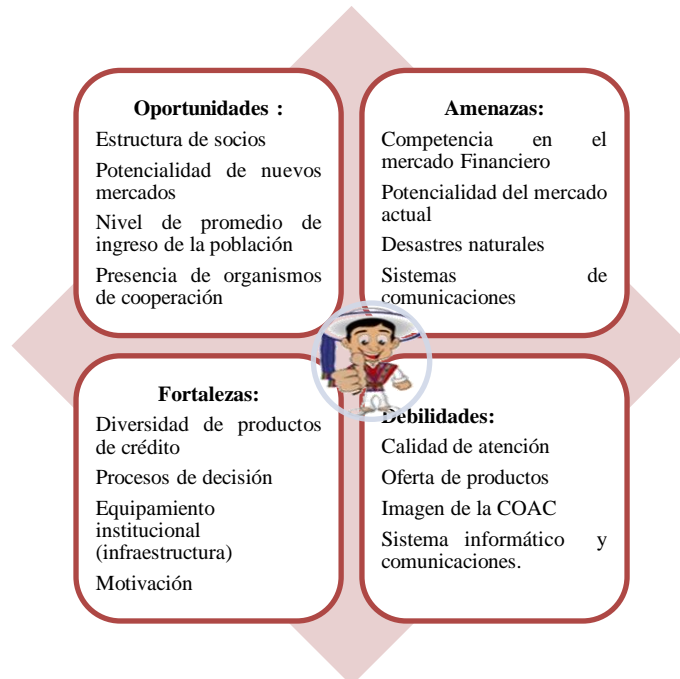 Oportunidades :
Estructura de socios
Potencialidad de nuevos
mercados
Nivel de promedio de
ingreso de la población
Presencia de organismos
de cooperación
Amenazas:
Competencia en el
mercado Financiero
Potencialidad del mercado
actual
Desastres naturales
Sistemas de
comunicaciones
Fortalezas:
Diversidad de productos
de crédito
Procesos de decisión
Equipamiento
institucional
(infraestructura)
Motivación
Debilidades:
Calidad de atención
Oferta de productos
Imagen de la COAC
Sistema informático y
comunicaciones.